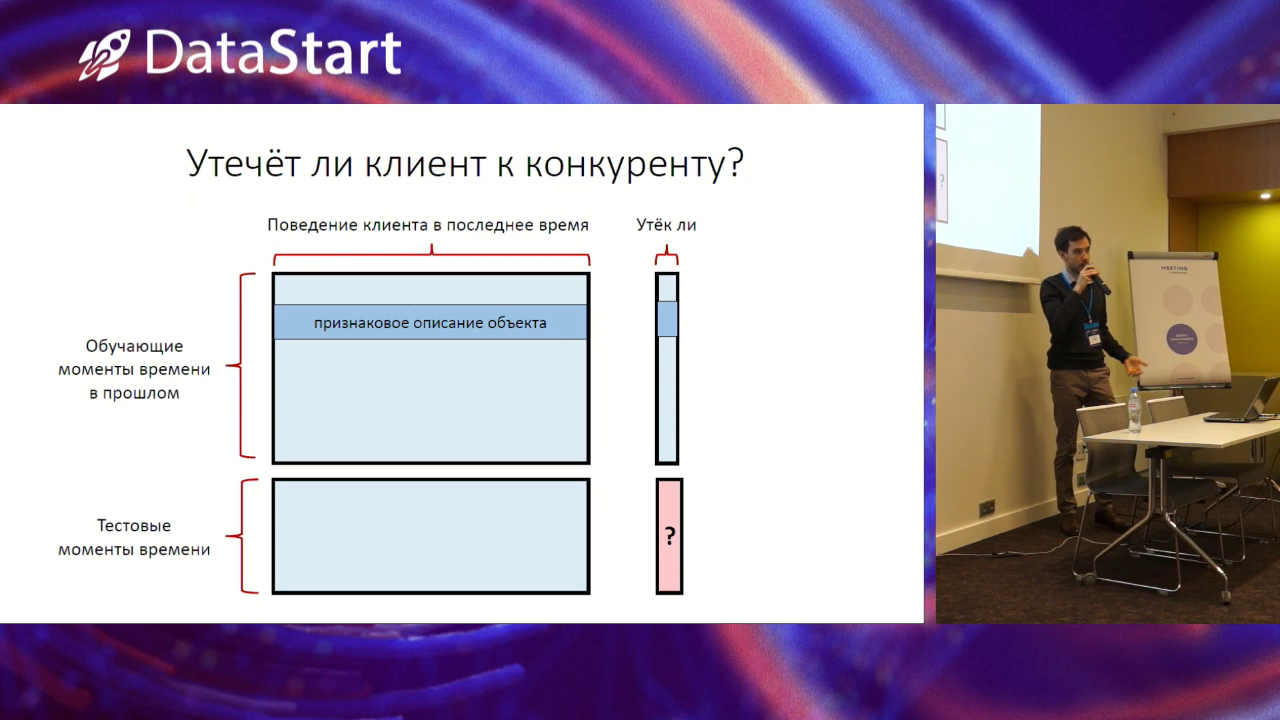 DataStart
Утечёт ли клиент к конкуренту?
Поведение клиента в последнее время
Утёк ли
признаковое описание объекта
Обучающие
моменты времени
в прошлом
Тестовые
моменты времени
?
?
MEETING